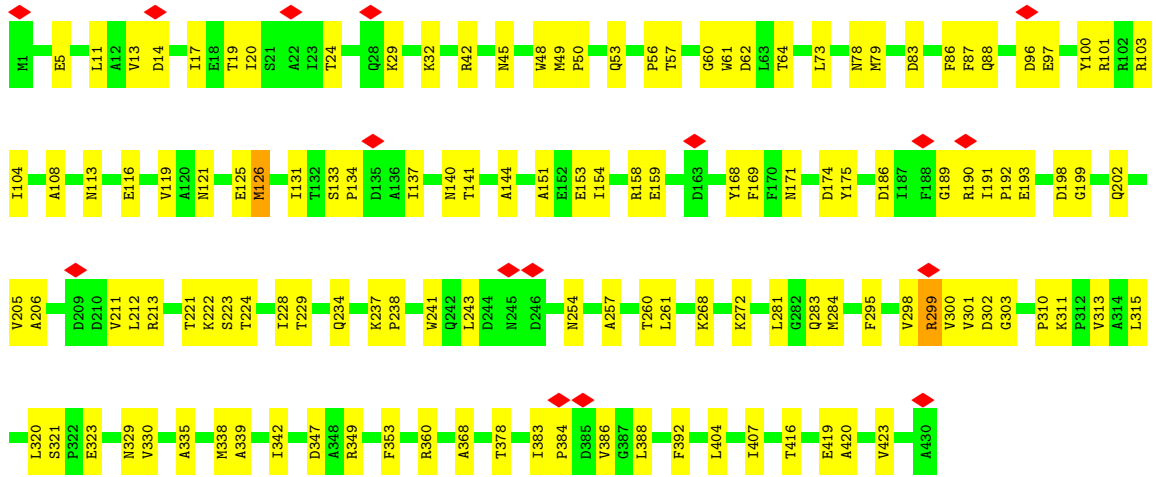 M1 E5 L11 A12 V13 D14 I17 E18 T19 I20 S21 A22 I23 T24 Q28 K29 K32 R42 N45 W48 M49 P50 Q53 P56 T57 G60 W61 D62 L63 T64 L73 N78 M79 D83 F86 F87 Q88 D96 E97 Y100 R101 R102 R103
I104 A108 N113 E116 V119 A120 N121 E125 M126 I131 T132 S133 P134 D135 A136 I137 N140 T141 A144 A151 E152 E153 I154 R158 E159 D163 Y168 F169 F170 N171 D174 Y175 D186 I187 F188 G189 R190 I191 P192 E193 D198 G199 Q202
V205 A206 D209 D210 V211 L212 R213 T221 K222 S223 T224 I228 T229 Q234 K237 P238 W241 Q242 L243 D244 N245 D246 N254 A257 T260 L261 K268 K272 L281 G282 Q283 M284 F295 V298 R299 V300 V301 D302 G303 P310 K311 P312 V313 A314 L315
L320 S321 P322 E323 N329 V330 A335 M338 A339 I342 D347 A348 R349 F353 R360 A368 T378 I383 P384 D385 V386 G387 L388 F392 L404 I407 T416 E419 A420 V423 A430